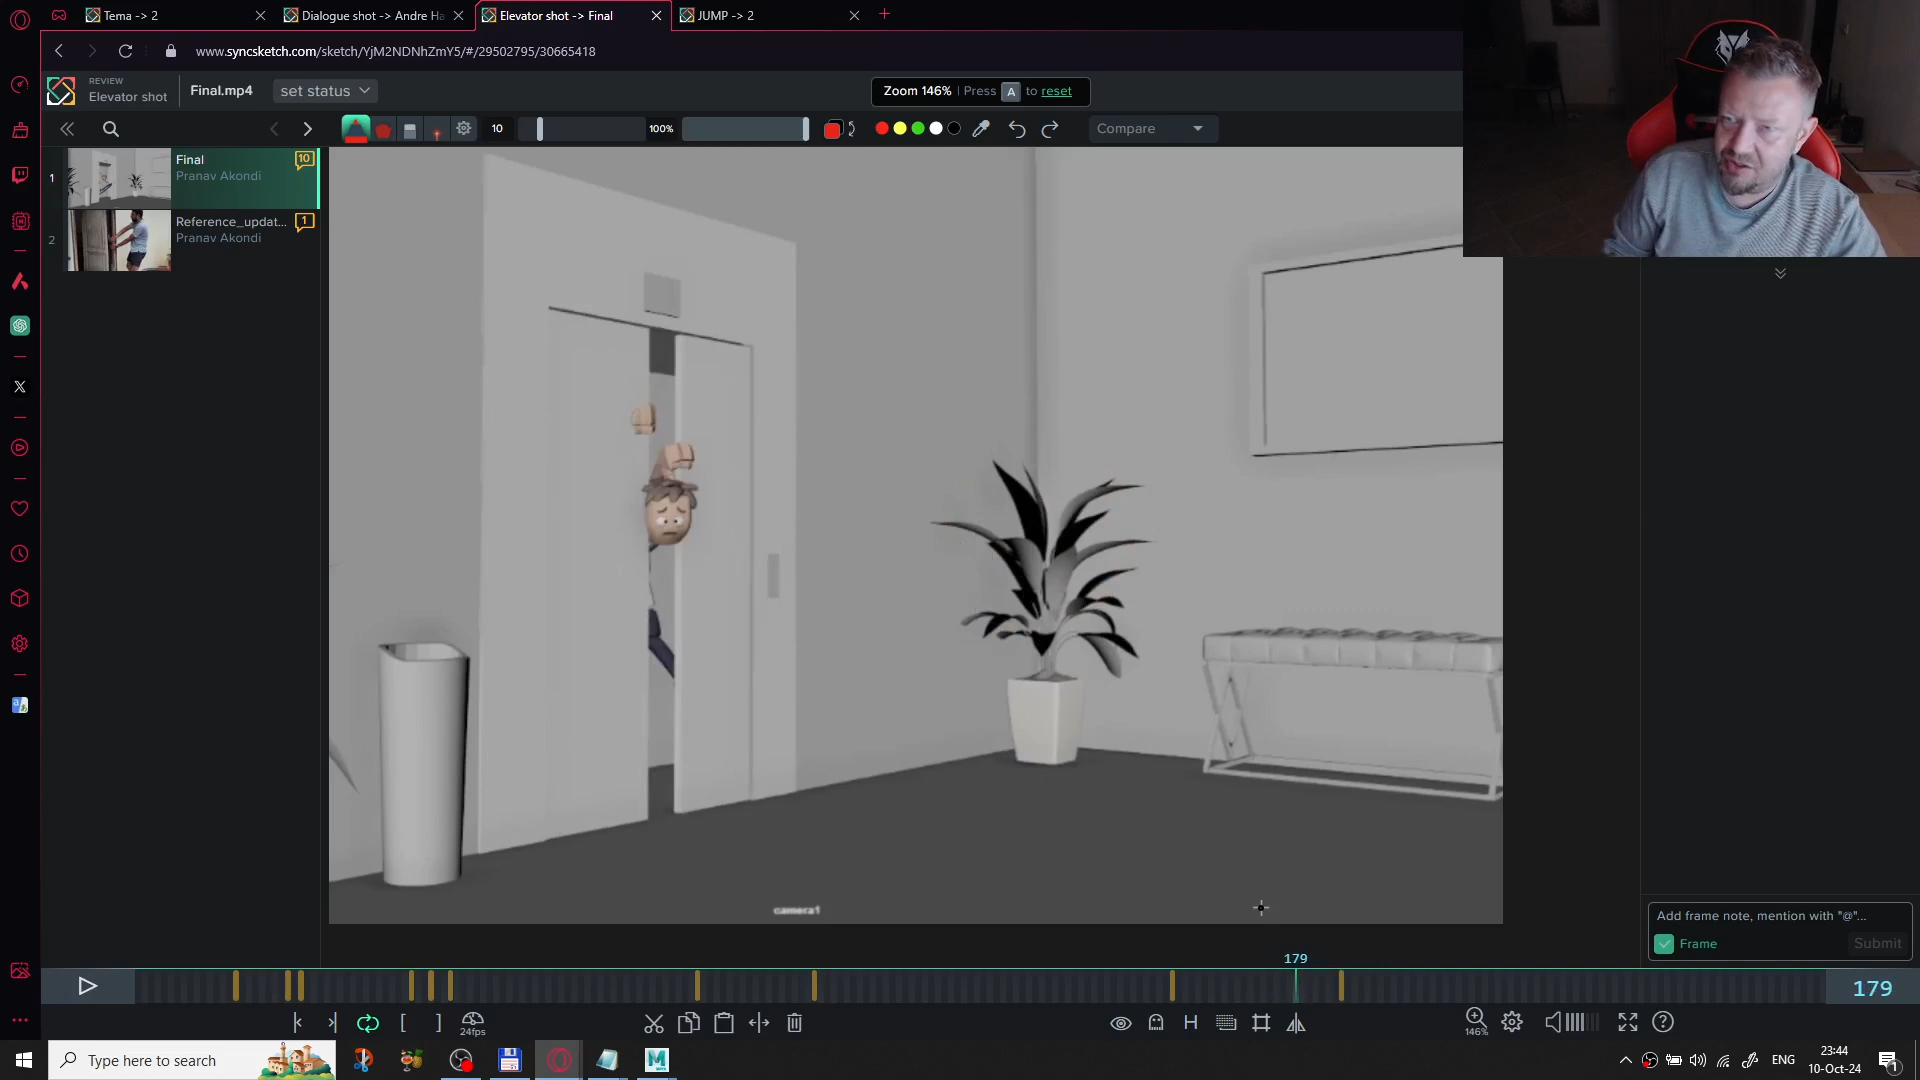 Tema -> 2
Dialogue shot -> Andre Ha
Elevator shot -> Final
JUMP -> 2
www.syncsketch.com/sketch/YjM2NDNhZmY5/#/29502795/30665418
REVIEW
Elevator shot
Final.mp4
set status
Zoom 146% | Press A to reset
10
100%
Compare
1
Final
Pranav Akondi
10
2
Reference_updat...
Pranav Akondi
1
camera1
Add frame note, mention with "@"...
Frame
Submit
179
179
24fps
H
146%
Type here to search
ENG
23:44
10-Oct-24
1